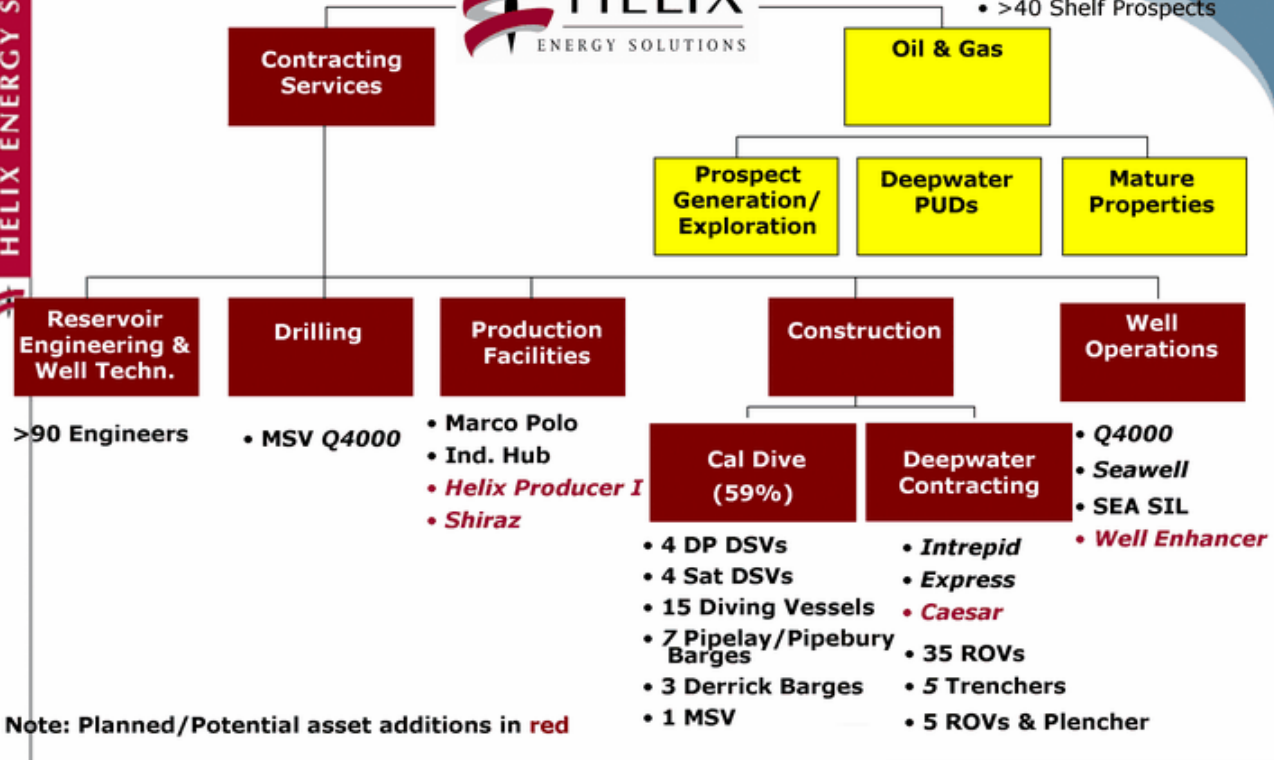 HELIX
ENERGY SOLUTIONS
• >40 Shelf Prospects
HELIX ENERGY S
Contracting
Services
Oil & Gas
Prospect
Generation/
Exploration
Deepwater
PUDs
Mature
Properties
Reservoir
Engineering &
Well Techn.
>90 Engineers
Drilling
• MSV Q4000
Production
Facilities
• Marco Polo
• Ind. Hub
• Helix Producer I
• Shiraz
Construction
Cal Dive
(59%)
• 4 DP DSVs
• 4 Sat DSVs
• 15 Diving Vessels
• 7 Pipelay/Pipebury
Barges
• 3 Derrick Barges
• 1 MSV
Deepwater
Contracting
• Intrepid
• Express
• Caesar
• 35 ROVs
• 5 Trenchers
• 5 ROVs & Plencher
Well
Operations
• Q4000
• Seawell
• SEA SIL
• Well Enhancer
Note: Planned/Potential asset additions in red